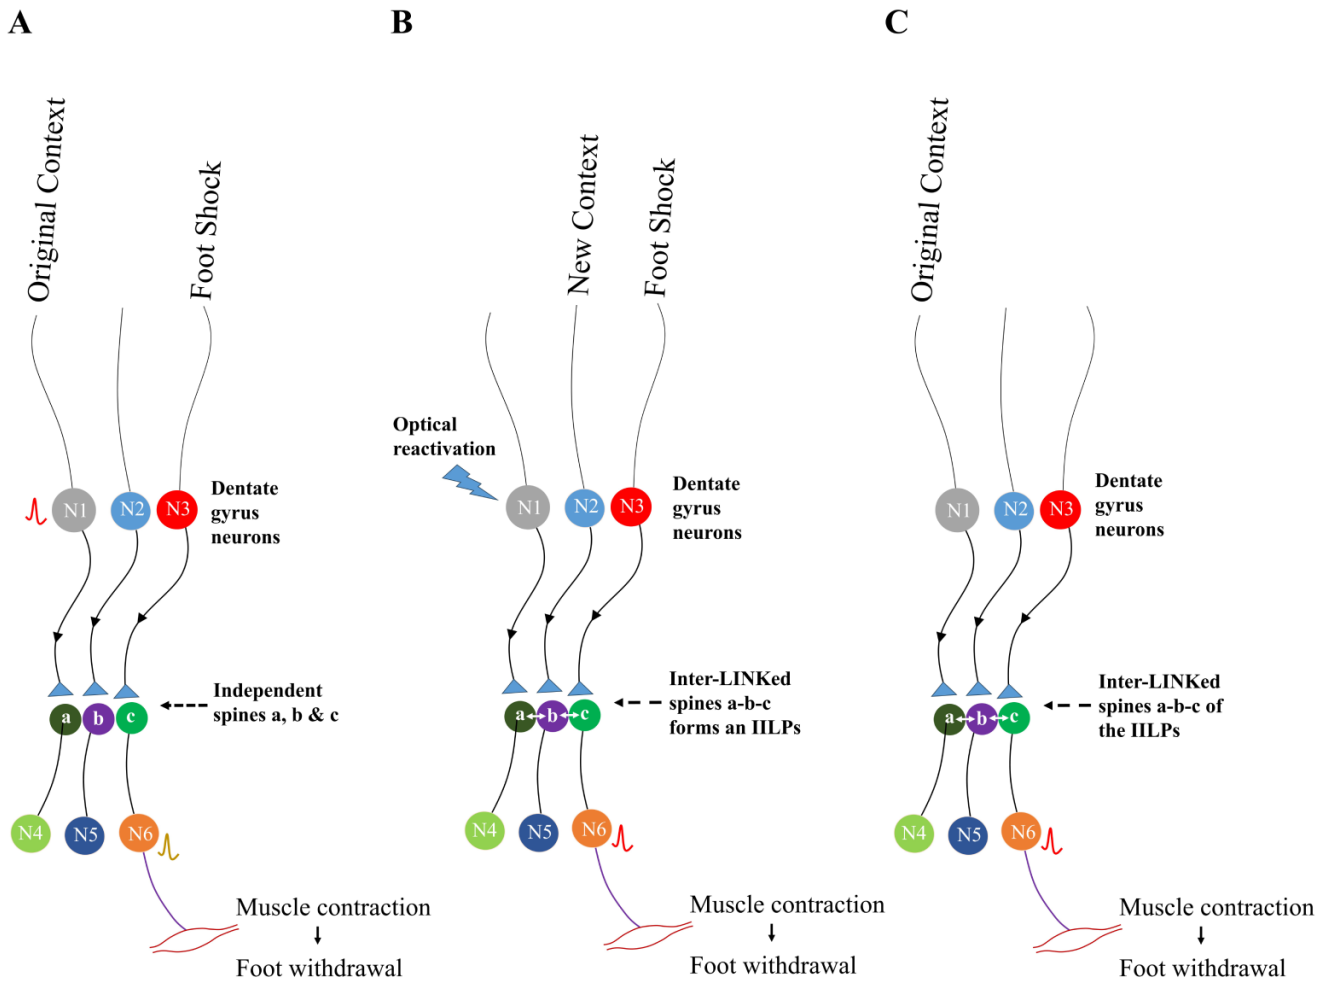 A
Original Context
Foot Shock
N1
N2
N3
Dentate
gyrus
neurons
a
b
c
Independent
spines a, b & c
N4
N5
N6
Muscle contraction
Foot withdrawal
B
New Context
Foot Shock
Optical
reactivation
N1
N2
N3
Dentate
gyrus
neurons
a
b
c
Inter-LINKed
spines a-b-c
forms an IILPs
N4
N5
N6
Muscle contraction
Foot withdrawal
C
Original Context
N1
N2
N3
Dentate
gyrus
neurons
a
b
c
Inter-LINKed
spines a-b-c of
the IILPs
N4
N5
N6
Muscle contraction
Foot withdrawal